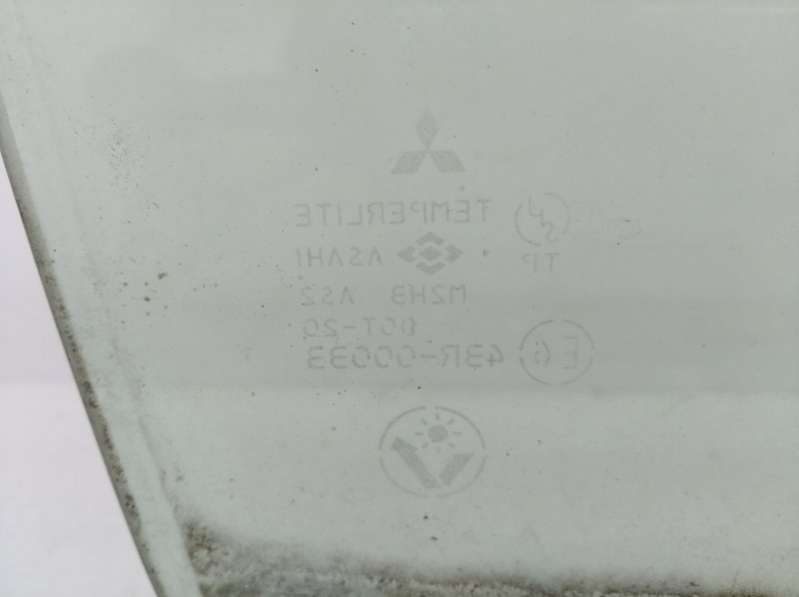 TEMPERLITE
TP ASAHI
M2H3 AS2
DOT-20
E6 43R-00033